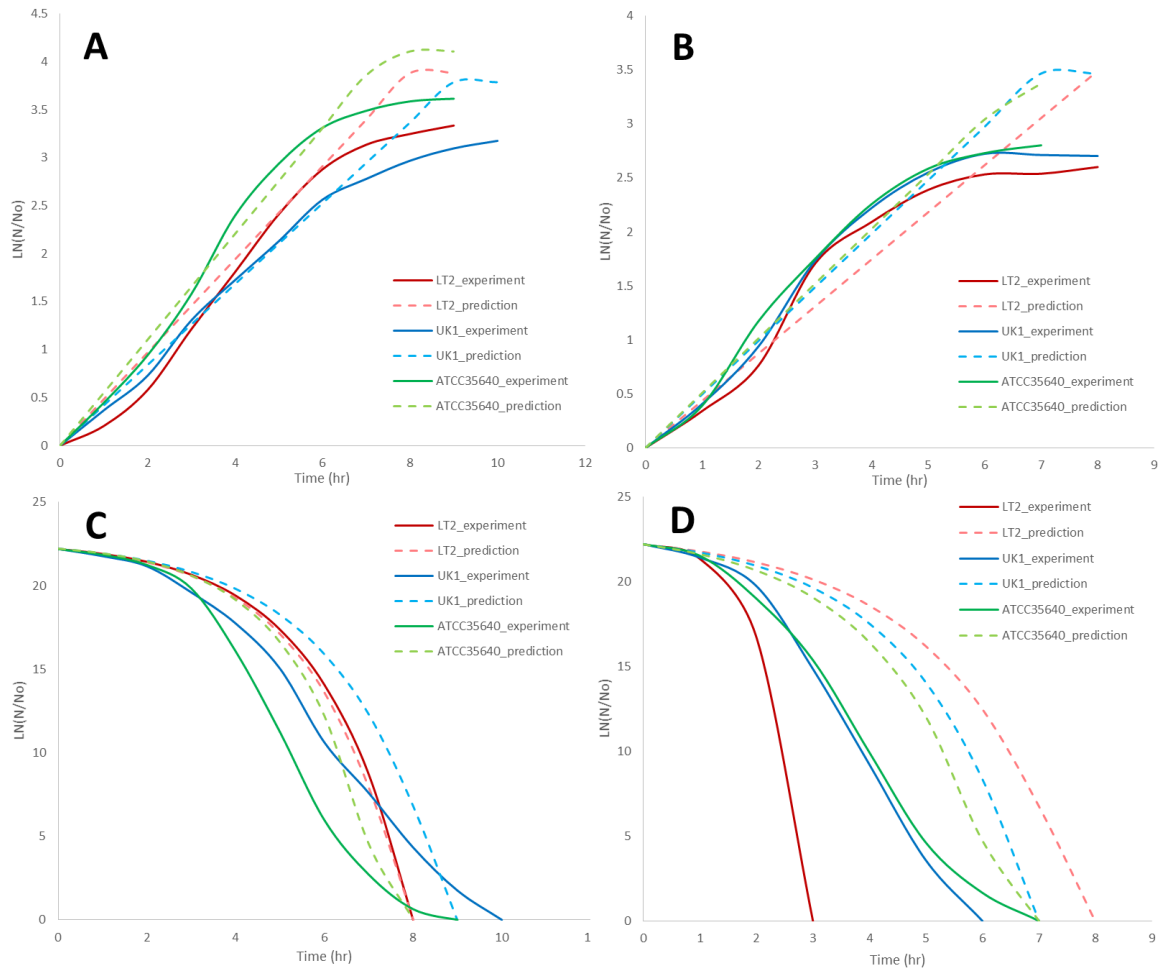 A
4.5
4
3.5
3
2.5
2
1.5
1
0.5
0
LN(N/No)
0 2 4 6 8 10 12
Time (hr)
LT2_experiment
LT2_prediction
UK1_experiment
UK1_prediction
ATCC35640_experiment
ATCC35640_prediction
B
4
3.5
3
2.5
2
1.5
1
0.5
0
LN(N/No)
0 1 2 3 4 5 6 7 8 9
Time (hr)
LT2_experiment
LT2_prediction
UK1_experiment
UK1_prediction
ATCC35640_experiment
ATCC35640_prediction
C
25
20
15
10
5
0
LN(N/No)
0 2 4 6 8 10 1
Time (hr)
LT2_experiment
LT2_prediction
UK1_experiment
UK1_prediction
ATCC35640_experiment
ATCC35640_prediction
D
25
20
15
10
5
0
LN(N/No)
0 1 2 3 4 5 6 7 8 9
Time (hr)
LT2_experiment
LT2_prediction
UK1_experiment
UK1_prediction
ATCC35640_experiment
ATCC35640_prediction